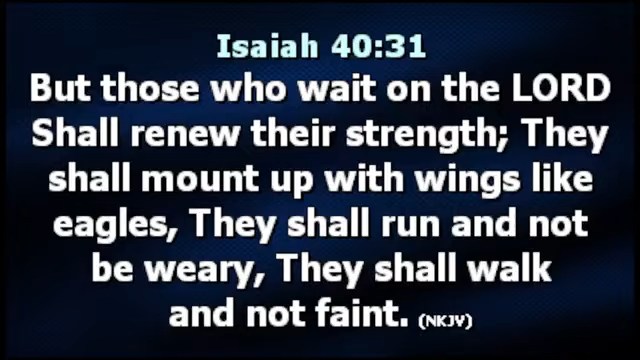 Isaiah 40:31
But those who wait on the LORD
Shall renew their strength; They
shall mount up with wings like
eagles, They shall run and not
be weary, They shall walk
and not faint. (NKJV)